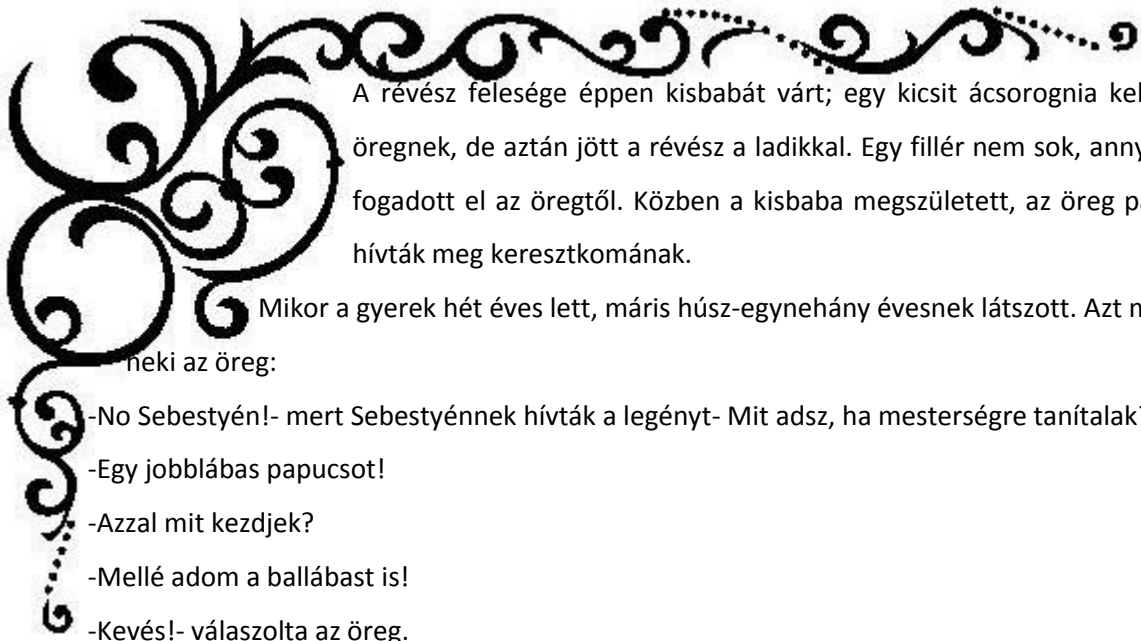 A révész felesége éppen kisbabát várt; egy kicsit ácsorognia
öregnek, de aztán jött a révész a ladikkal. Egy fillér nem sok,
fogadott el az öregtől. Közben a kisbaba megszületett, az öreg
hívták meg keresztkomának.
Mikor a gyerek hét éves lett, máris húsz-egynehány évesnek látszott. Azt
neki az öreg:
-No Sebestyén!- mert Sebestyénnek hívták a legényt- Mit adsz, ha mesterségre tanítalak?
-Egy jobblábas papucsot!
-Azzal mit kezdjek?
-Mellé adom a ballábast is!
-Kevés!- válaszolta az öreg.